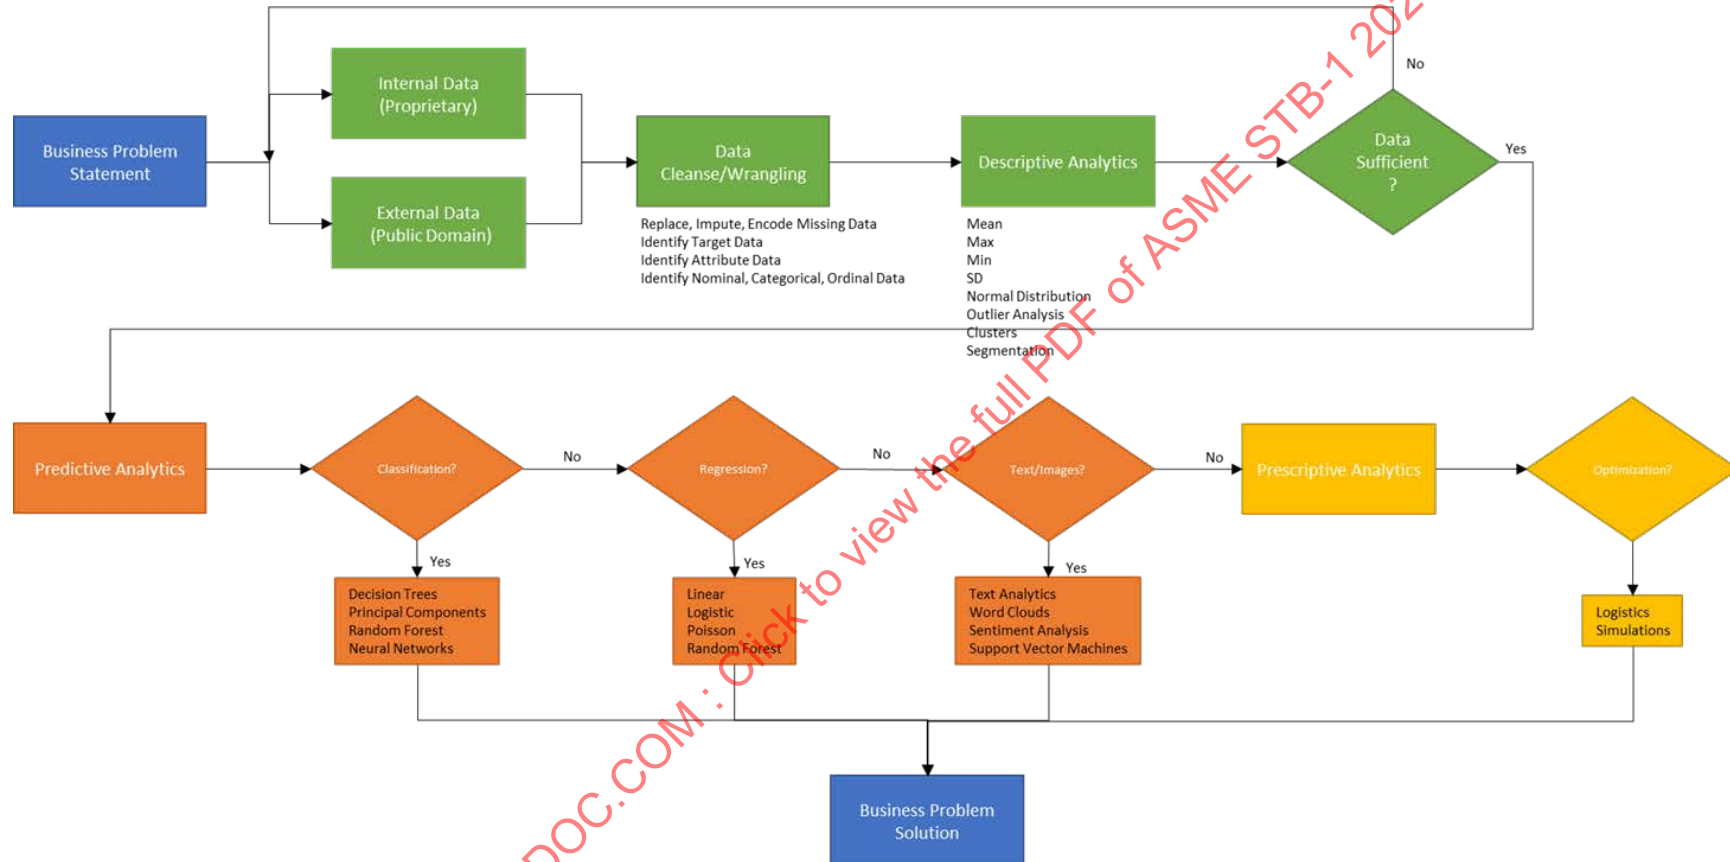 No
Internal Data
(Proprietary)
Business Problem
Statement
Data
Cleanse/Wrangling
Descriptive Analytics
Data
Sufficient
?
Yes
External Data
(Public Domain)
Replace, Impute, Encode Missing Data
Identify Target Data
Identify Attribute Data
Identify Nominal, Categorical, Ordinal Data
Mean
Max
Min
SD
Normal Distribution
Outlier Analysis
Clusters
Segmentation
Predictive Analytics
Classification?
No
Regression?
No
Text/Images?
No
Prescriptive Analytics
Optimization?
Yes
Yes
Yes
Decision Trees
Principal Components
Random Forest
Neural Networks
Linear
Logistic
Poisson
Random Forest
Text Analytics
Word Clouds
Sentiment Analysis
Support Vector Machines
Logistics
Simulations
Business Problem
Solution
DOC.COM : Click to view the full PDF of ASME STB-1 202